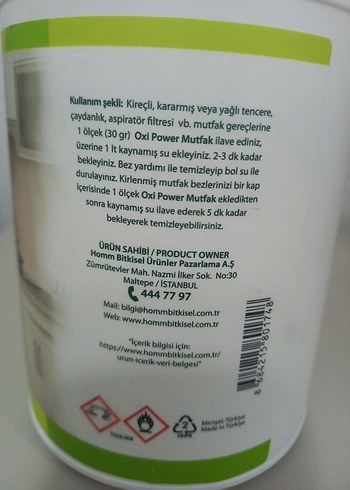 Kullanım şekli: Kireçli, kararmış veya yağlı tencere,
çaydanlık, aspiratör filtresi vb. mutfak gereçlerine
1 ölçek (30 gr) Oxi Power Mutfak ilave ediniz,
üzerine 1 lt kaynamış su ekleyiniz. 2-3 dk kadar
bekleyiniz. Bez yardımı ile temizleyip bol su ile
durulayınız. Kirlenmiş mutfak bezlerinizi bir kap
içerisinde 1 ölçek Oxi Power Mutfak ekledikten
sonra kaynamış su ilave ederek 5 dk kadar
bekleyerek temizleyebilirsiniz.
ÜRÜN SAHİBİ / PRODUCT OWNER
Homm Bitkisel Ürünler Pazarlama A.Ş
Zümrütevler Mah. Nazmi İlker Sok. No:30
Maltepe / İSTANBUL
444 77 97
Mail: bilgi@hommbitkisel.com.tr
Web: www.hommbitkisel.com.tr
"İçerik bilgisi için:
https://www.hommbitkisel.com.tr/
urun-icerik-veri-belgesi"
8 684215 801748
2
HDPE
Menşei: Türkiye
Made in Türkiye